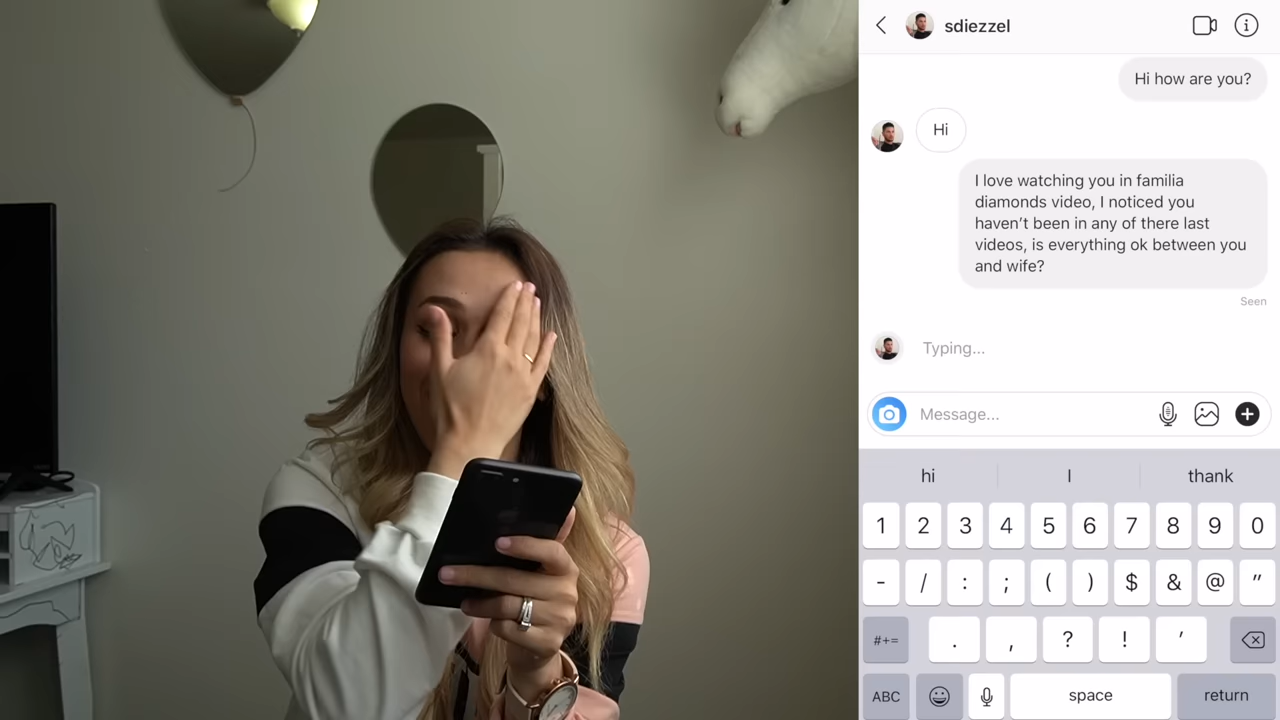 sdiezzel
Hi how are you?
Hi
I love watching you in familia
diamonds video, I noticed you
haven't been in any of there last
videos, is everything ok between you
and wife?
Seen
Typing...
Message...
hi I thank
1 2 3 4 5 6 7 8 9 0
- / : ; ( ) $ & @ "
#+= . , ? ! '
ABC space return